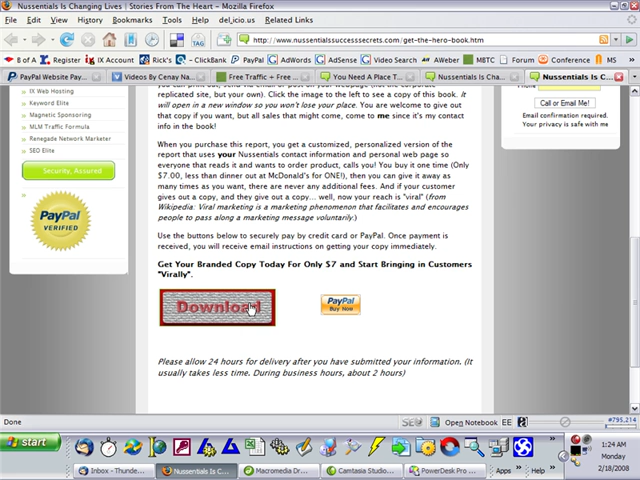 Nussentials Is Changing Lives | Stories From The Heart - Mozilla Firefox
File Edit View History Bookmarks Tools Help del.icio.us Related Links
TAG
http://www.nussentialssuccesssecrets.com/get-the-hero-book.htm
8 of A Register IX Account Rick's ClickBank PayPal AdWords AdSense GMail AWeber MBTC Forum Conference MS
PayPal Website Pay... Videos By Cenay Na... Free Traffic + Free ... You Need A Place T... Nussentials Is Cha... Nussentials Is C...
IX Web Hosting
Keyword Elite
Magnetic Sponsoring
MLM Traffic Formula
Renegade Network Marketer
SEO Elite
Security, Assured
PayPal
VERIFIED
replicated site, but your own). Click the image to the left to see a copy of this book. It
will open in a new window so you won't lose your place. You are welcome to give out
that copy if you want, but all sales that might come, come to me since it's my contact
info in the book!
When you purchase this report, you get a customized, personalized version of the
report that uses your Nussentials contact information and personal web page so
everyone that reads it and wants to order product, calls you! You buy it one time (Only
$7.00, less than dinner out at McDonald's for ONE!), then you can give it away as
many times as you want, there are never any additional fees. And if your customer
gives out a copy, and they give out a copy... well, now your reach is "viral" (from
Wikipedia: Viral marketing is a marketing phenomenon that facilitates and encourages
people to pass along a marketing message voluntarily.)
Use the buttons below to securely pay by credit card or PayPal. Once payment is
received, you will receive email instructions on getting your copy immediately.
Get Your Branded Copy Today For Only $7 and Start Bringing in Customers
"Virally".
Download
PayPal
Buy Now
Please allow 24 hours for delivery after you have submitted your information. (It
usually takes less time. During business hours, about 2 hours)
Phone
Call or Email Me!
Email confirmation required.
Your privacy is safe with
me
Done
SEO Open Notebook EE 2 #795,214
start
Inbox - Thunde... Nussentials Is C... Macromedia Dr... Camtasia Studio... PowerDesk Pro ... Apps Help
1:24 AM
Monday
2/18/2008